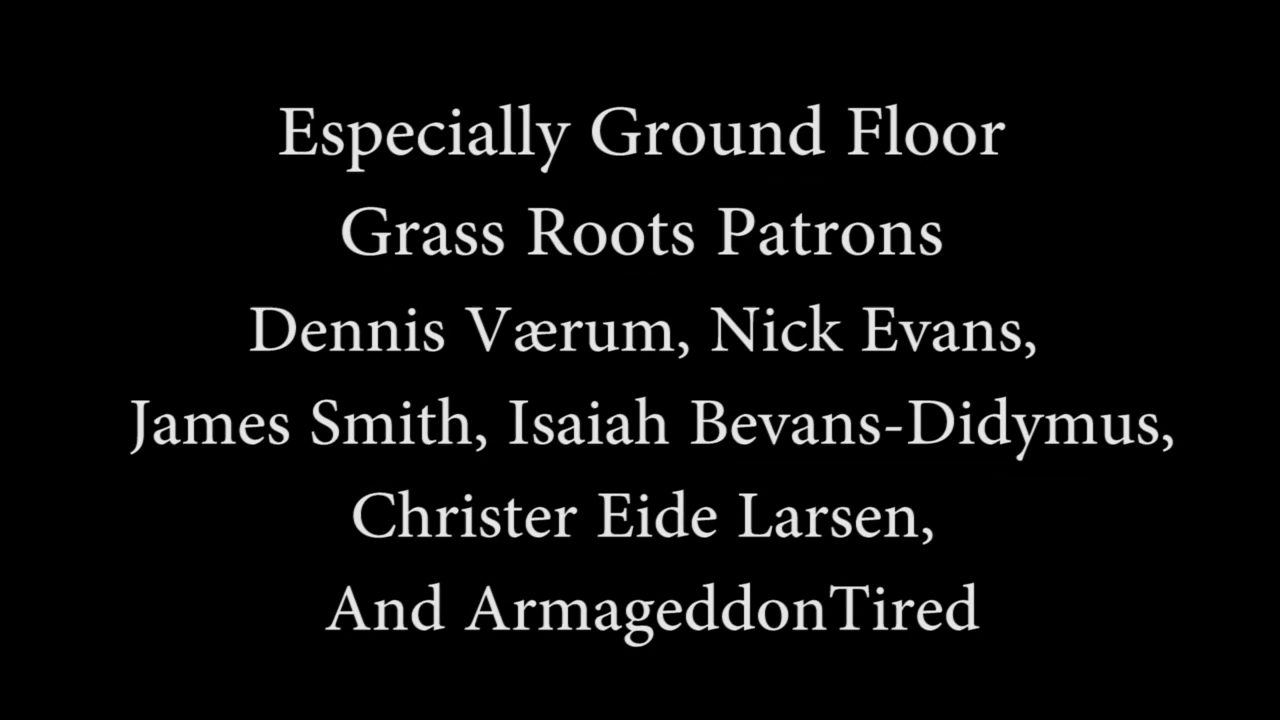 Especially Ground Floor
Grass Roots Patrons
Dennis Værum, Nick Evans,
James Smith, Isaiah Bevans-Didymus,
Christer Eide Larsen,
And ArmageddonTired